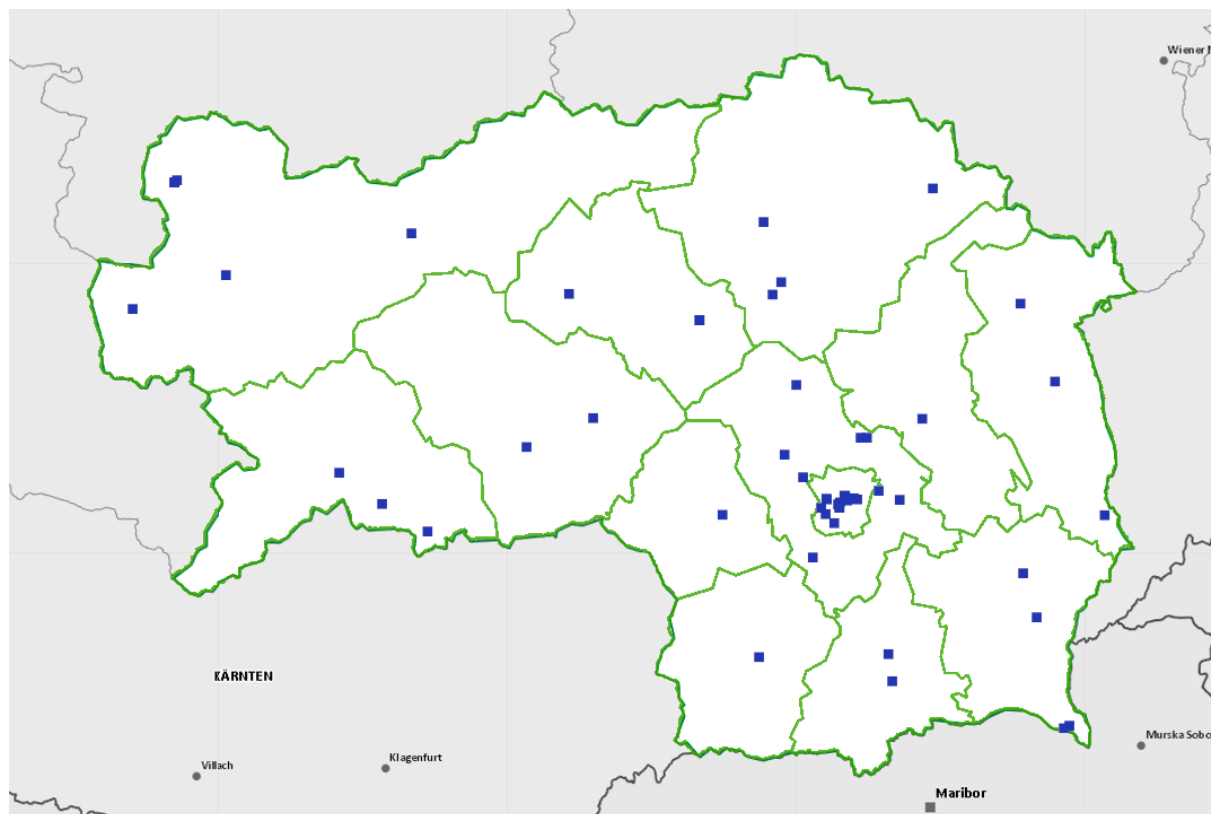 Wiener N
KÄRNTEN
Murska Sobo
Klagenfurt
Villach
Maribor